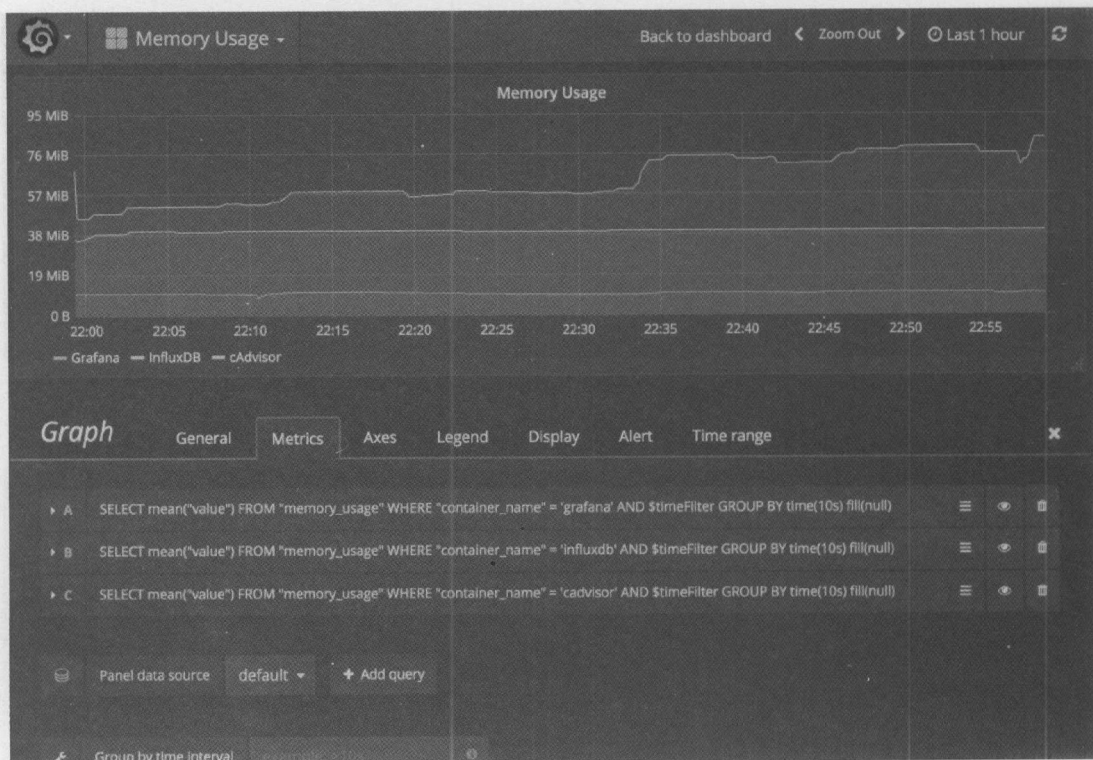 Memory Usage Back to dashboard Zoom Out Last 1 hour
Memory Usage
95 MiB
76 MiB
57 MiB
38 MiB
19 MiB
0 B
22:00 22:05 22:10 22:15 22:20 22:25 22:30 22:35 22:40 22:45 22:50 22:55
Grafana InfluxDB cAdvisor
Graph General Metrics Axes Legend Display Alert Time range
A SELECT mean("value") FROM "memory_usage" WHERE "container_name" = 'grafana' AND $timeFilter GROUP BY time(10s) fill(null)
B SELECT mean("value") FROM "memory_usage" WHERE "container_name" = 'influxdb' AND $timeFilter GROUP BY time(10s) fill(null)
C SELECT mean("value") FROM "memory_usage" WHERE "container_name" = 'cadvisor' AND $timeFilter GROUP BY time(10s) fill(null)
Panel data source default + Add query
Group by time interval